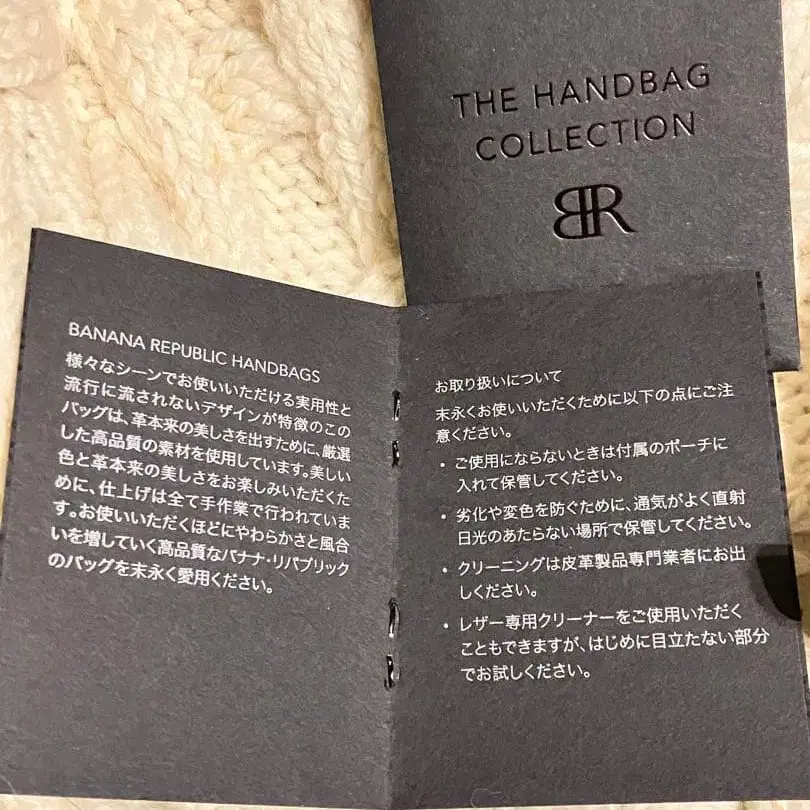 THE HANDBAG
COLLECTION
BR
BANANA REPUBLIC HANDBAGS
様々なシーンでお使いいただける実用性と
流行に流されないデザインが特徴のこの
バッグは、革本来の美しさを出すために、厳選
した高品質の素材を使用しています。美しい
色と革本来の美しさをお楽しみいただくた
めに、仕上げは全て手作業で行われていま
す。お使いいただくほどにやわらかさと風合
いを増していく高品質なバナナ・リパブリック
のバッグを末永く愛用ください。
お取り扱いについて
末永くお使いいただくために以下の点にご注
意ください。
• ご使用にならないときは付属のポーチに
入れて保管してください。
• 劣化や変色を防ぐために、通気がよく直射
日光のあたらない場所で保管してください。
• クリーニングは皮革製品専門業者にお出
しください。
• レザー専用クリーナーをご使用いただく
こともできますが、はじめに目立たない部分
でお試しください。